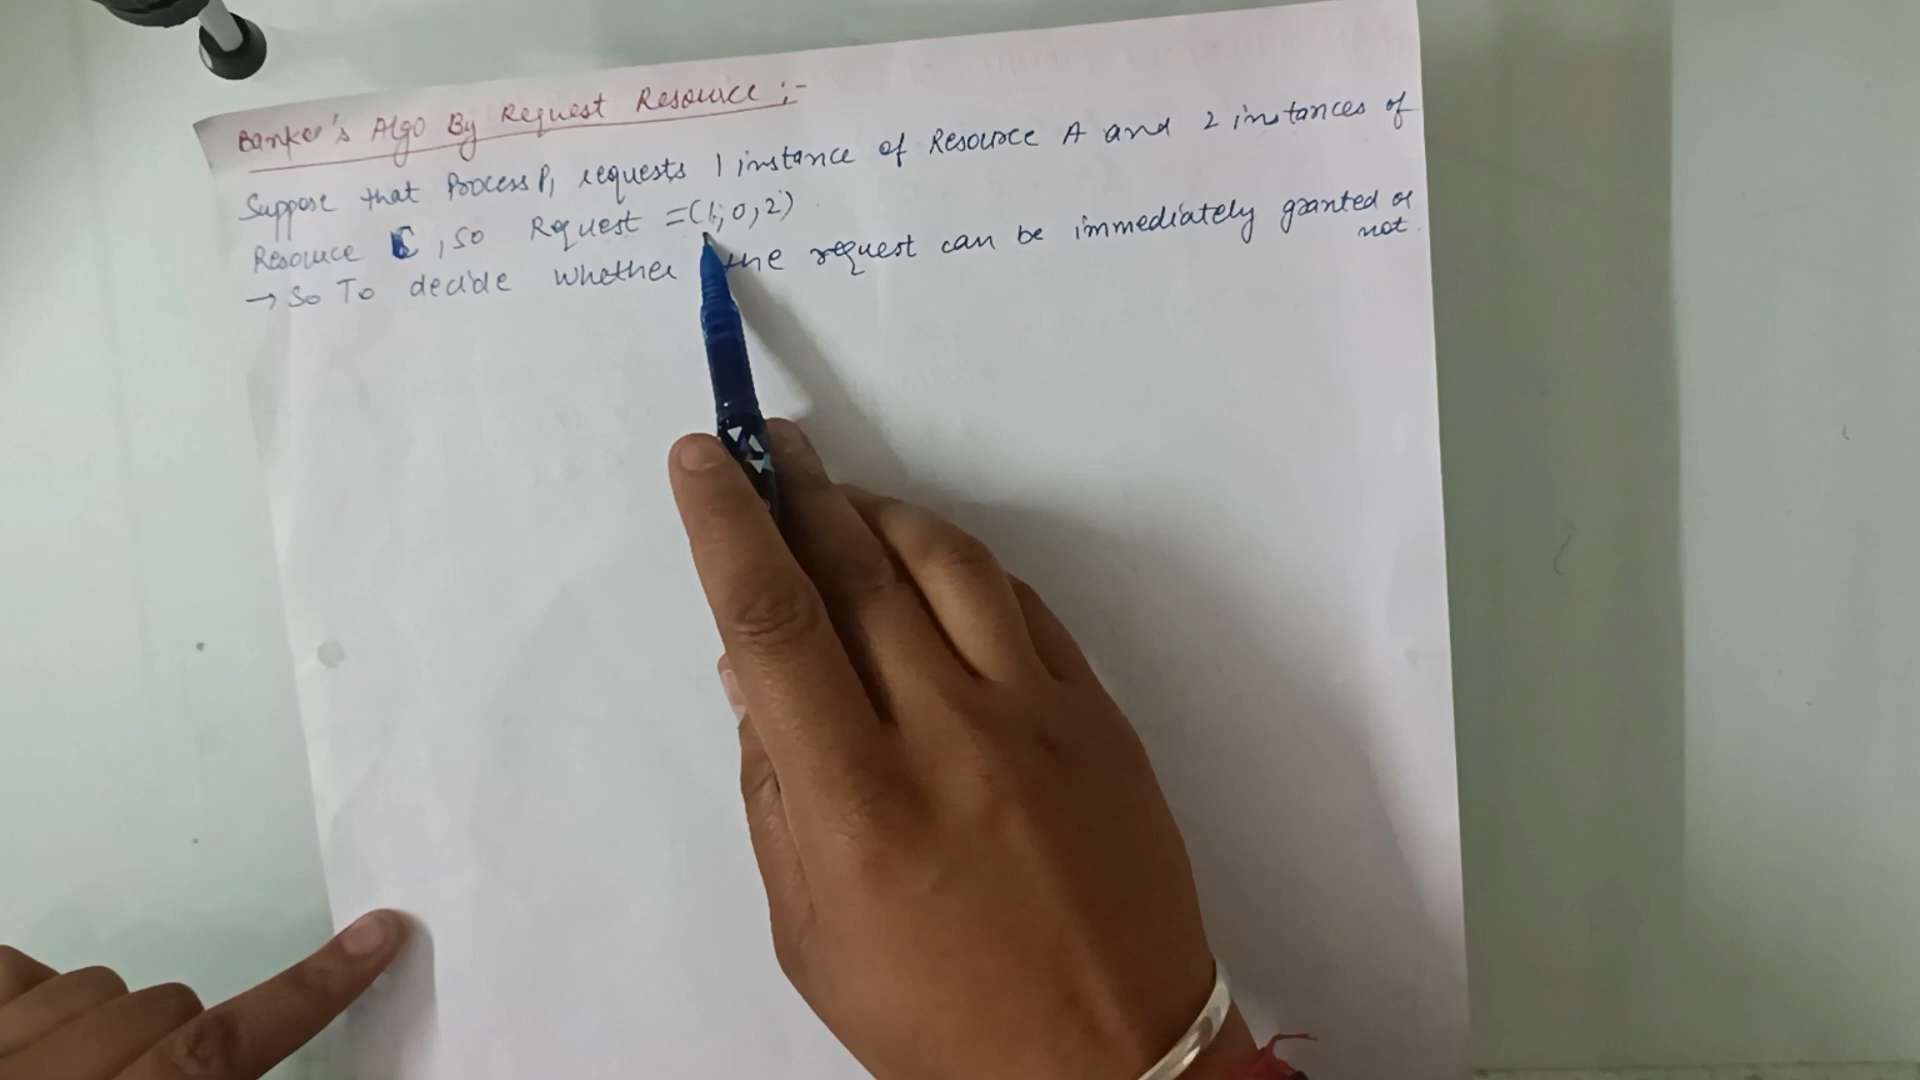 Banker's Algo By Request Resource :-
Suppose that Process P1 requests 1 instance of Resource A and 2 instances of
Resource C, so Request = (1, 0, 2)
→ So To decide whether the request can be immediately granted or
not.